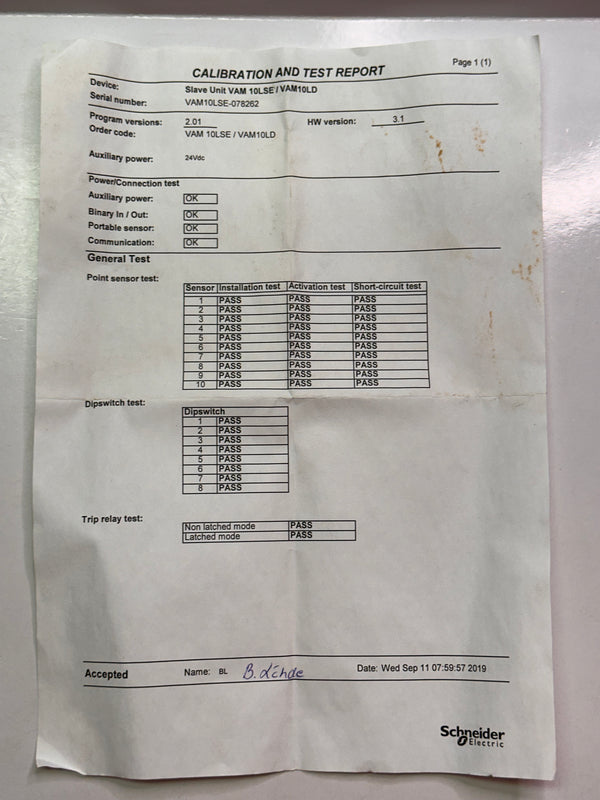 CALIBRATION AND TEST REPORT
Page 1 (1)
Device: Slave Unit VAM 10LSE / VAM10LD
Serial number: VAM10LSE-078262
Program versions: 2.01 HW version: 3.1
Order code: VAM 10LSE / VAM10LD
Auxiliary power: 24Vdc
Power/Connection test
Auxiliary power: OK
Binary In / Out: OK
Portable sensor: OK
Communication: OK
General Test
Point sensor test:
Sensor Installation test Activation test Short-circuit test
1 PASS PASS PASS
2 PASS PASS PASS
3 PASS PASS PASS
4 PASS PASS PASS
5 PASS PASS PASS
6 PASS PASS PASS
7 PASS PASS PASS
8 PASS PASS PASS
9 PASS PASS PASS
10 PASS PASS PASS
Dipswitch test:
Dipswitch
1 PASS
2 PASS
3 PASS
4 PASS
5 PASS
6 PASS
7 PASS
8 PASS
Trip relay test:
Non latched mode PASS
Latched mode PASS
Accepted Name: BL B. Date: Wed Sep 11 07:59:57 2019
Schneider
Electric